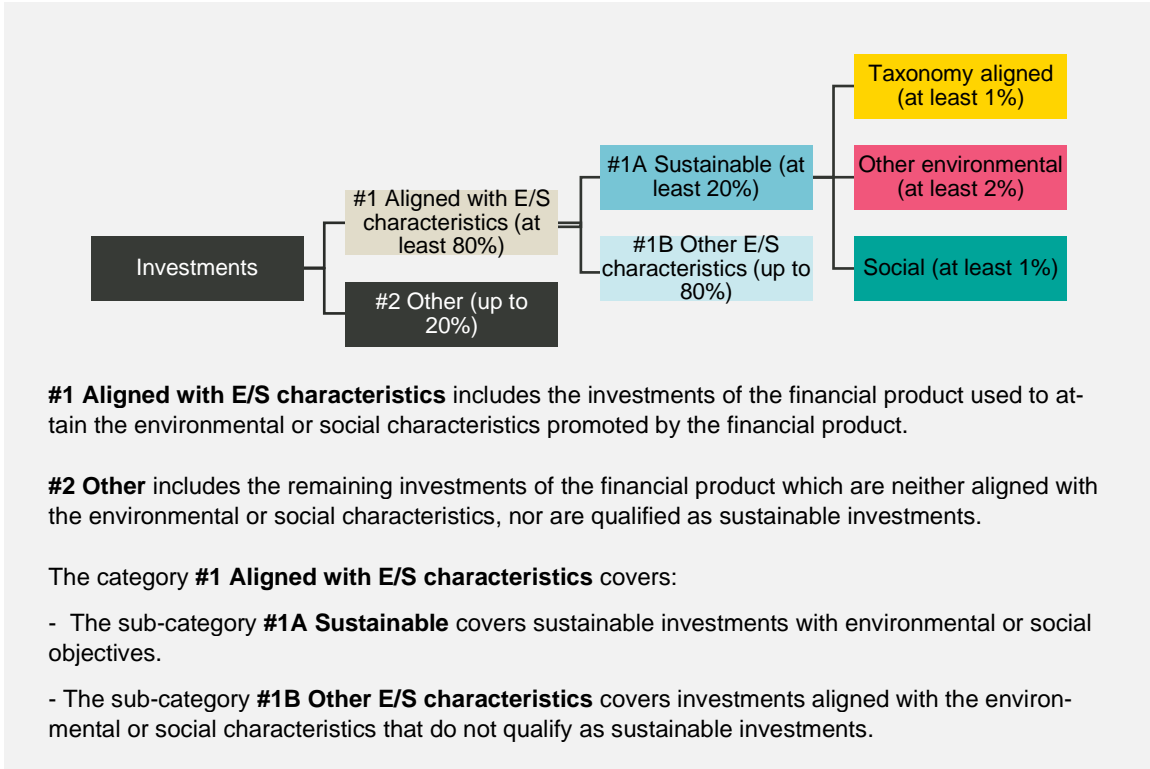 Taxonomy aligned
(at least 1%)
#1A Sustainable (at
least 20%)
Other environmental
(at least 2%)
#1 Aligned with E/S
characteristics (at
least 80%)
Investments
#1B Other E/S
characteristics (up to
80%)
Social (at least 1%)
#2 Other (up to
20%)
#1 Aligned with E/S characteristics includes the investments of the financial product used to at-
tain the environmental or social characteristics promoted by the financial product.
#2 Other includes the remaining investments of the financial product which are neither aligned with
the environmental or social characteristics, nor are qualified as sustainable investments.
The category #1 Aligned with E/S characteristics covers:
- The sub-category #1A Sustainable covers sustainable investments with environmental or social
objectives.
- The sub-category #1B Other E/S characteristics covers investments aligned with the environ-
mental or social characteristics that do not qualify as sustainable investments.